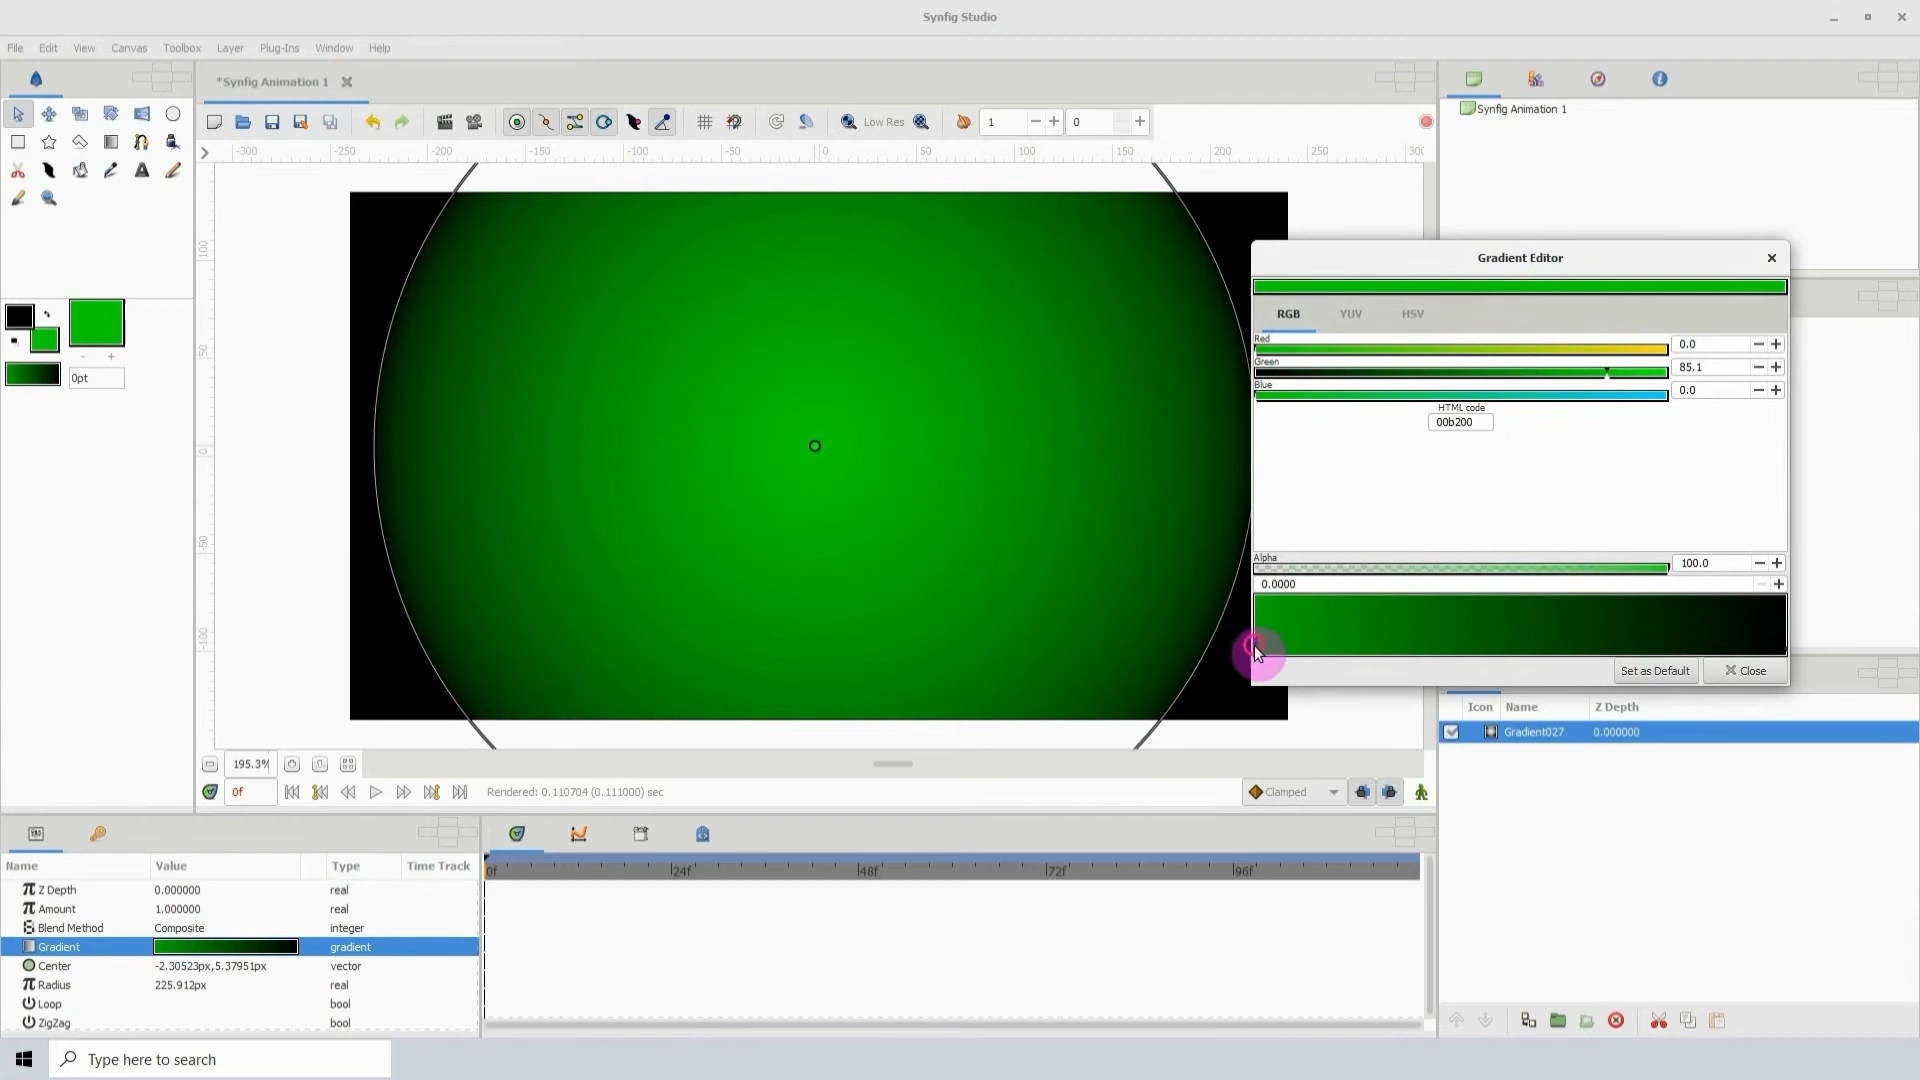 Synfig Studio
File Edit View Canvas Toolbox Layer Plug-Ins Window Help
*Synfig Animation 1
Low Res 1 0
-300 -250 -200 -150 -100 -50 0 50 100 150 200 250 300
100
50
0
-50
-100
Synfig Animation 1
0pt
Gradient Editor
RGB YUV HSV
Red 0.0
Green 85.1
Blue 0.0
HTML code
00b200
Alpha 100.0
0.0000
Set as Default Close
Icon Name Z Depth
Gradient027 0.000000
195.3%
0f Rendered: 0.110704 (0.111000) sec Clamped
Name Value Type Time Track
Z Depth 0.000000 real
Amount 1.000000 real
Blend Method Composite integer
Gradient gradient
Center -2.30523px,5.37951px vector
Radius 225.912px real
Loop bool
ZigZag bool
0f 24f 48f 72f 96f
Type here to search